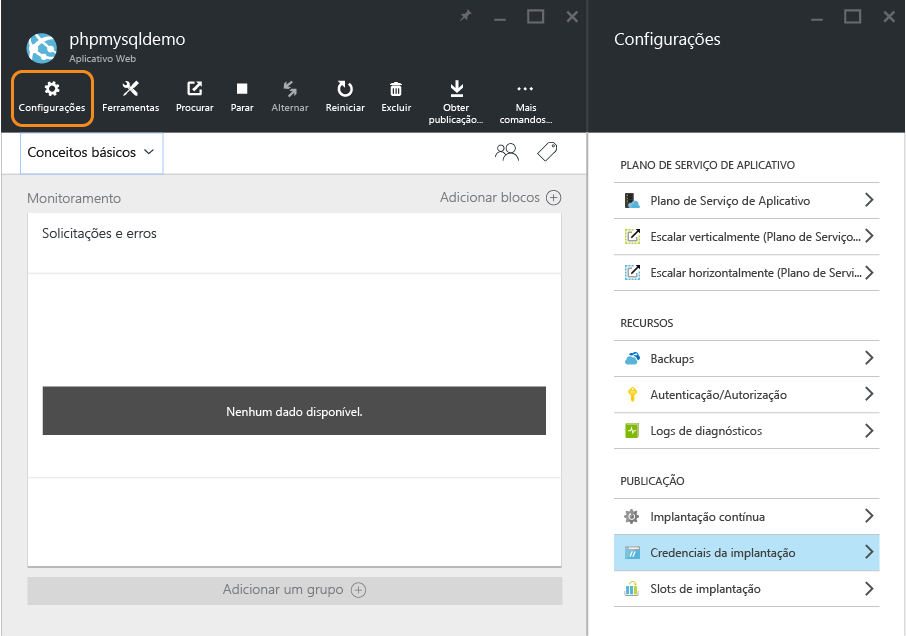 phpmysqldemo
Aplicativo Web
Configurações
Ferramentas
Procurar
Parar
Alternar
Reiniciar
Excluir
Obter
publicação...
Mais
comandos...
Conceitos básicos
Monitoramento
Adicionar blocos
Solicitações e erros
Nenhum dado disponível.
Adicionar um grupo
Configurações
PLANO DE SERVIÇO DE APLICATIVO
Plano de Serviço de Aplicativo
Escalar verticalmente (Plano de Serviço...
Escalar horizontalmente (Plano de Servi...
RECURSOS
Backups
Autenticação/Autorização
Logs de diagnósticos
PUBLICAÇÃO
Implantação contínua
Credenciais da implantação
Slots de implantação